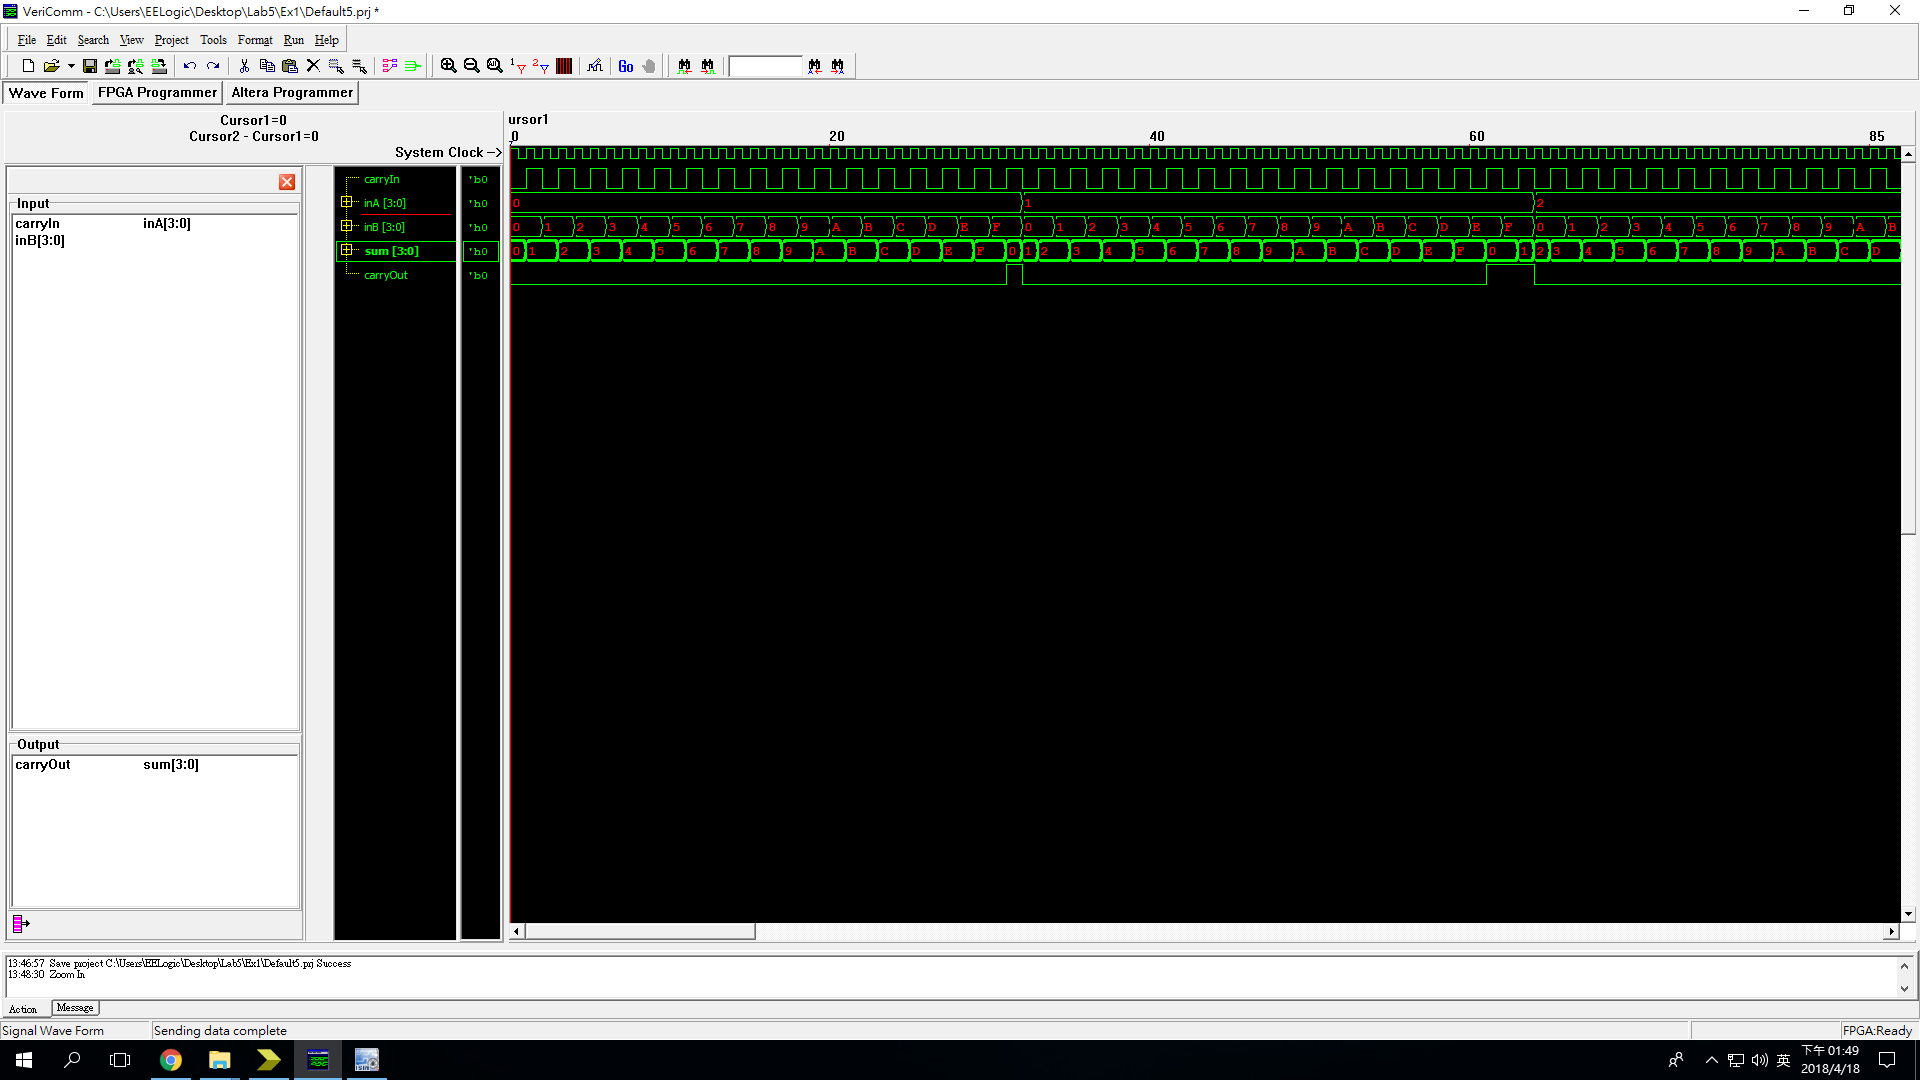 VeriComm - C:\Users\EELogic\Desktop\Lab5\Ex1\Default5.prj *
File Edit Search View Project Tools Format Run Help
1 2 Go
Wave Form FPGA Programmer Altera Programmer
Cursor1=0
Cursor2 - Cursor1=0
System Clock ->
ursor1
0 20 40 60 85
Input
carryIn inA[3:0]
inB[3:0]
Output
carryOut sum[3:0]
carryIn 'b0
inA [3:0] 'h0 0 1 2
inB [3:0] 'h0 0 1 2 3 4 5 6 7 8 9 A B C D E F 0 1 2 3 4 5 6 7 8 9 A B C D E F 0 1 2 3 4 5 6 7 8 9 A B
sum [3:0] 'h0 0 1 2 3 4 5 6 7 8 9 A B C D E F 0 1 2 3 4 5 6 7 8 9 A B C D E F 0 1 2 3 4 5 6 7 8 9 A B C D
carryOut 'b0
13:46:57 Save project C:\Users\EELogic\Desktop\Lab5\Ex1\Default5.prj Success
13:48:30 Zoom In
Action Message
Signal Wave Form Sending data complete FPGA:Ready
英 下午 01:49
2018/4/18